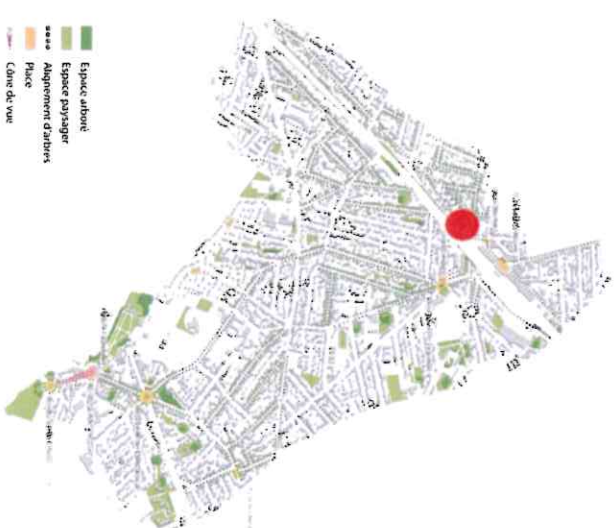 Espace arboré
Espace paysager
Alignement d'arbres
Place
Cône de vue